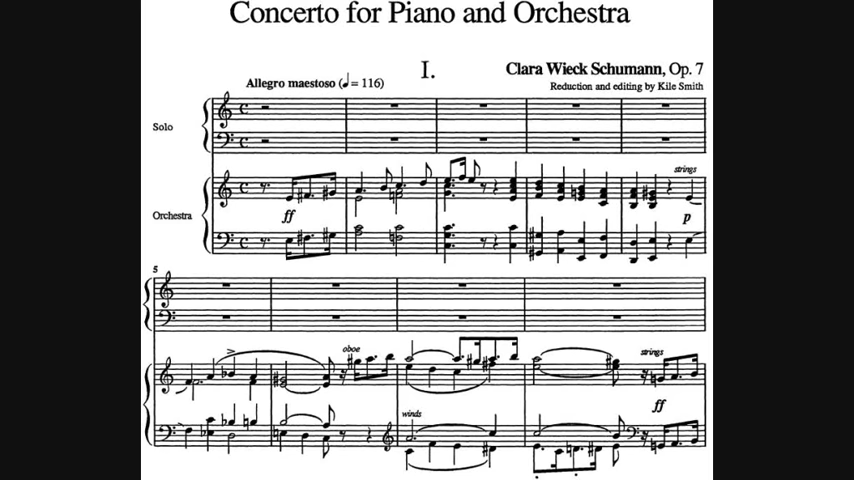 Concerto for Piano and Orchestra
I.
Clara Wieck Schumann, Op. 7
Allegro maestoso (♩ = 116)
Reduction and editing by Kile Smith
Solo
strings
Orchestra
ff
p
5
oboe
strings
winds
ff